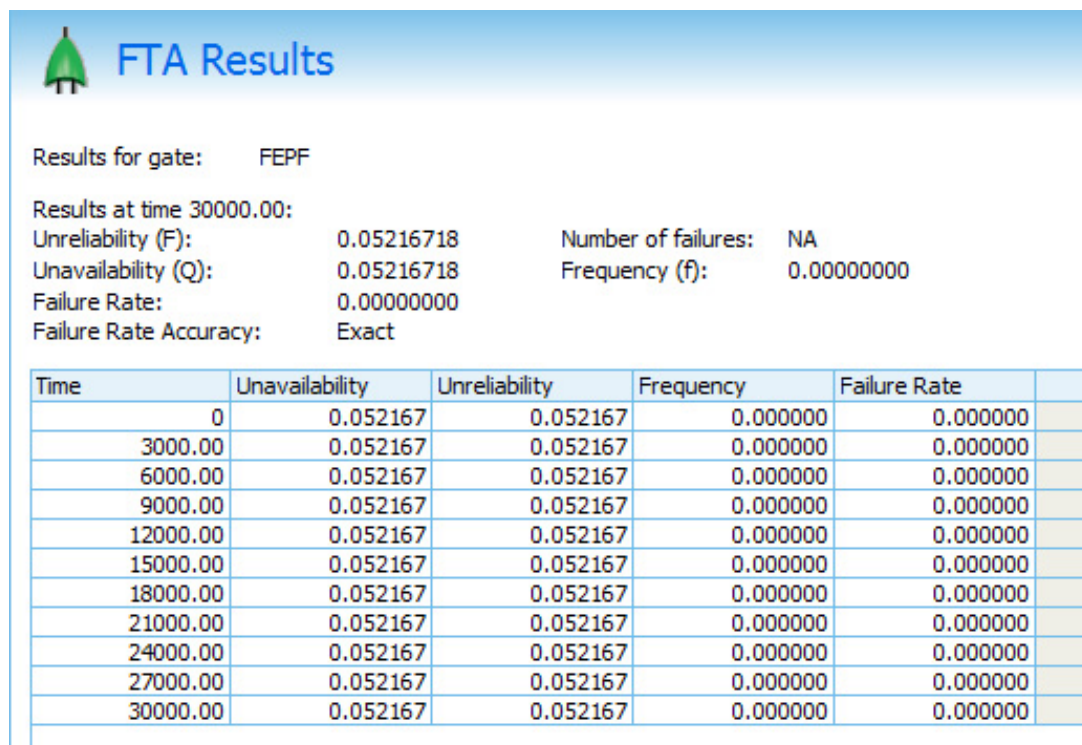 FTA Results
Results for gate: FEPF
Results at time 30000.00:
Unreliability (F): 0.05216718 Number of failures: NA
Unavailability (Q): 0.05216718 Frequency (f): 0.00000000
Failure Rate: 0.00000000
Failure Rate Accuracy: Exact
Time Unavailability Unreliability Frequency Failure Rate
0 0.052167 0.052167 0.000000 0.000000
3000.00 0.052167 0.052167 0.000000 0.000000
6000.00 0.052167 0.052167 0.000000 0.000000
9000.00 0.052167 0.052167 0.000000 0.000000
12000.00 0.052167 0.052167 0.000000 0.000000
15000.00 0.052167 0.052167 0.000000 0.000000
18000.00 0.052167 0.052167 0.000000 0.000000
21000.00 0.052167 0.052167 0.000000 0.000000
24000.00 0.052167 0.052167 0.000000 0.000000
27000.00 0.052167 0.052167 0.000000 0.000000
30000.00 0.052167 0.052167 0.000000 0.000000